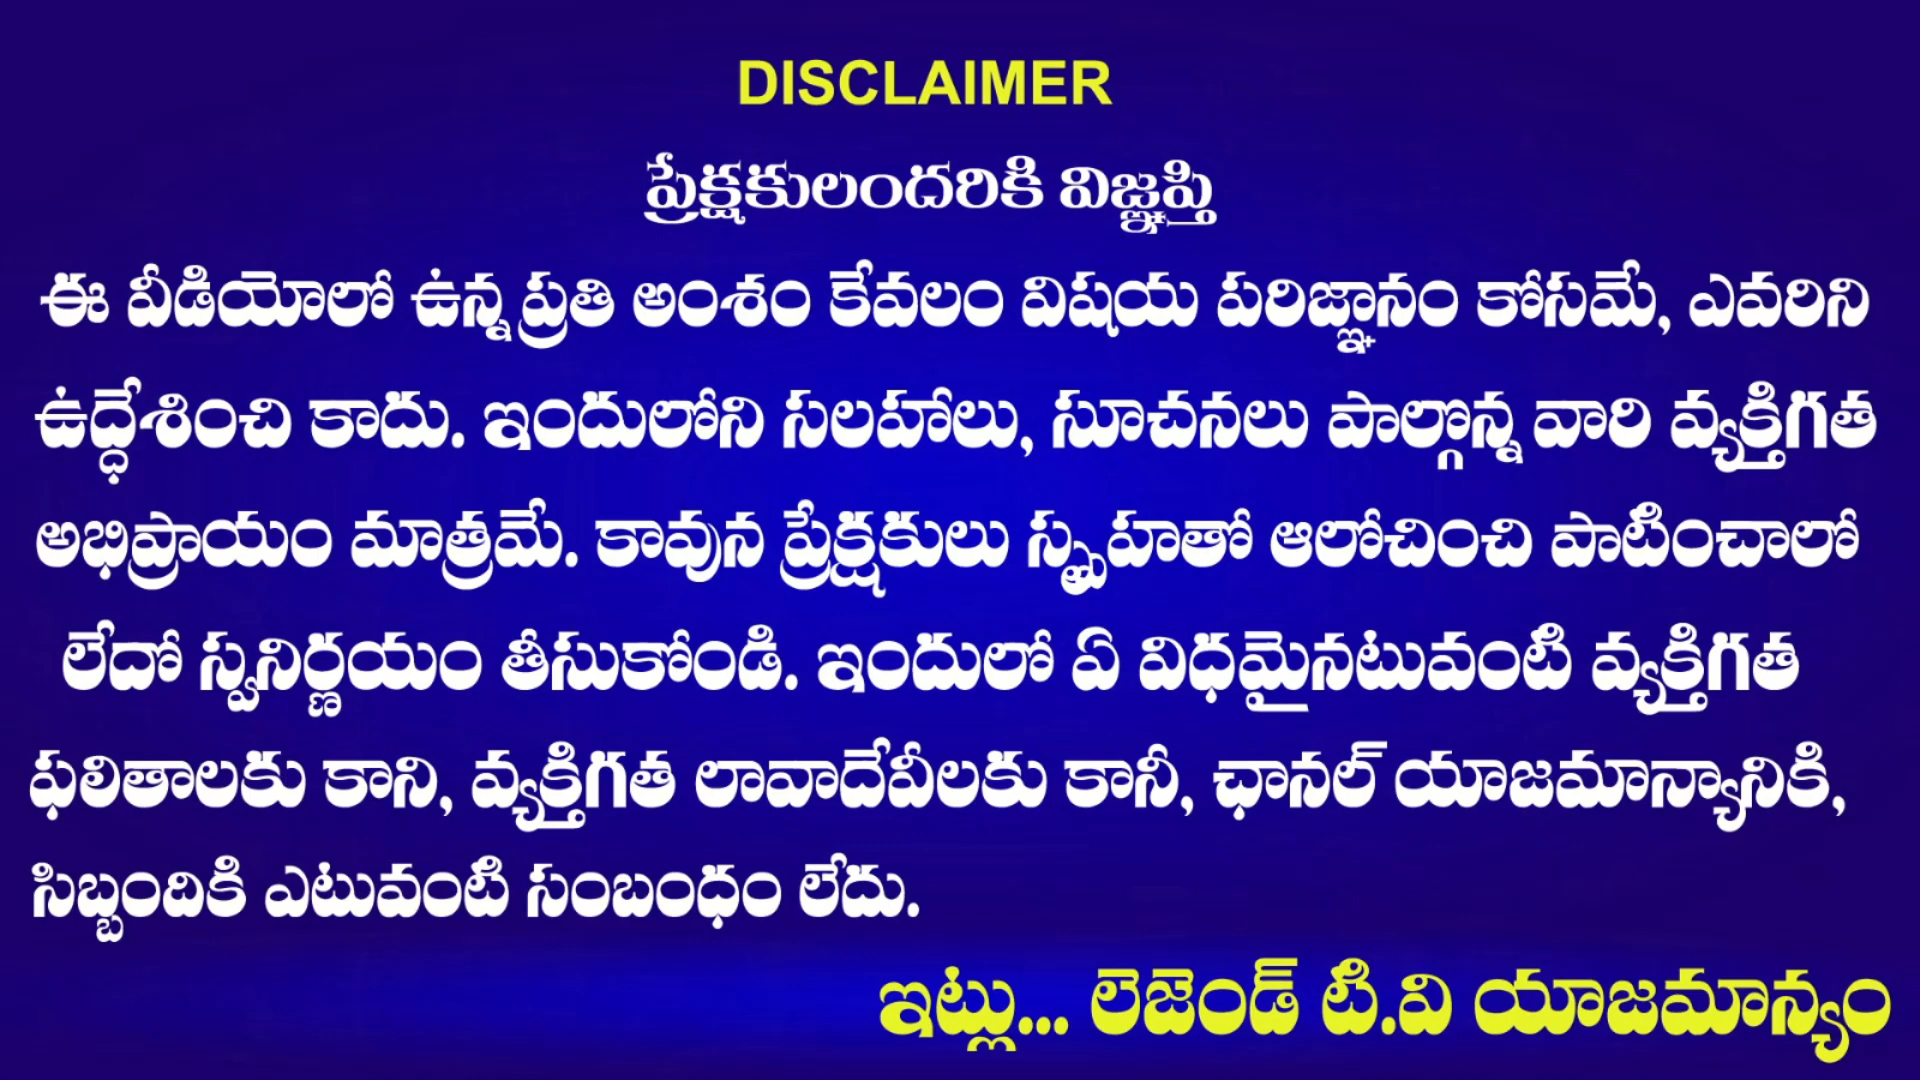 DISCLAIMER
ప్రేక్షకులందరికి విజ్ఞప్తి
ఈ వీడియోలో ఉన్న ప్రతి అంశం కేవలం విషయ పరిజ్ఞానం కోసమే, ఎవరిని
ఉద్ధేశించి కాదు. ఇందులోని సలహాలు, సూచనలు పాల్గొన్న వారి వ్యక్తిగత
అభిప్రాయం మాత్రమే. కావున ప్రేక్షకులు స్పృహతో ఆలోచించి పాటించాలో
లేదో స్వనిర్ణయం తీసుకోండి. ఇందులో ఏ విధమైనటువంటి వ్యక్తిగత
ఫలితాలకు కాని, వ్యక్తిగత లావాదేవీలకు కానీ, ఛానల్ యాజమాన్యానికి,
సిబ్బందికి ఎటువంటి సంబంధం లేదు.
ఇట్లు... లెజెండ్ టి.వి యాజమాన్యం